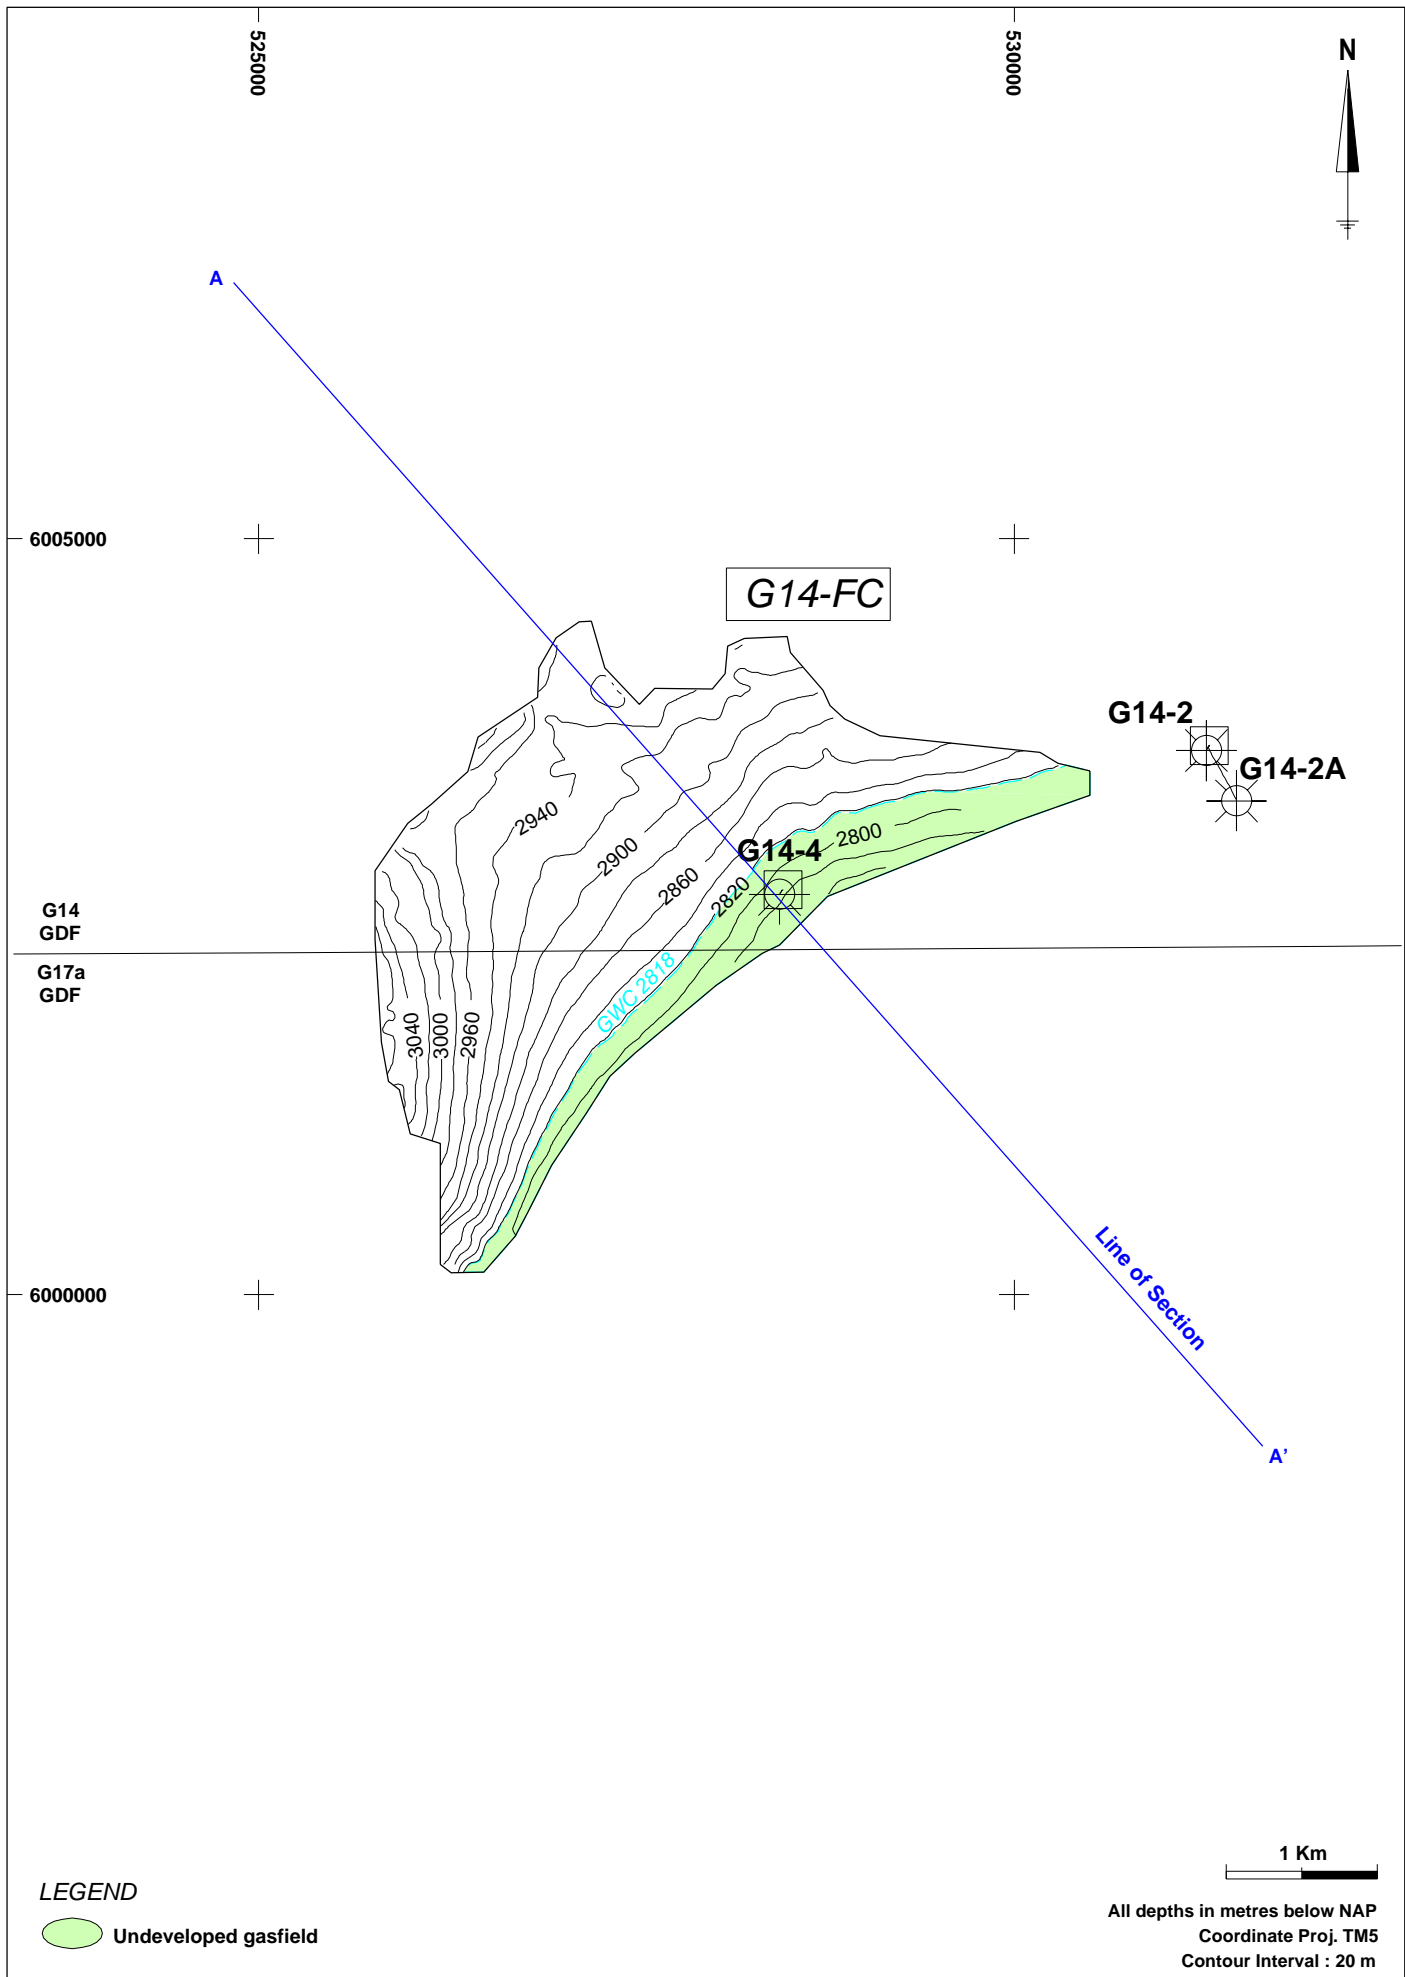 525000
530000
N
A
6005000
G14-FC
G14-2
G14-2A
2940
2900
2860
2820
2800
G14-4
G14
GDF
G17a
GDF
GWC 2818
3040
3000
2960
6000000
Line of Section
A’
1 Km
LEGEND
Undeveloped gasfield
All depths in metres below NAP
Coordinate Proj. TM5
Contour Interval : 20 m